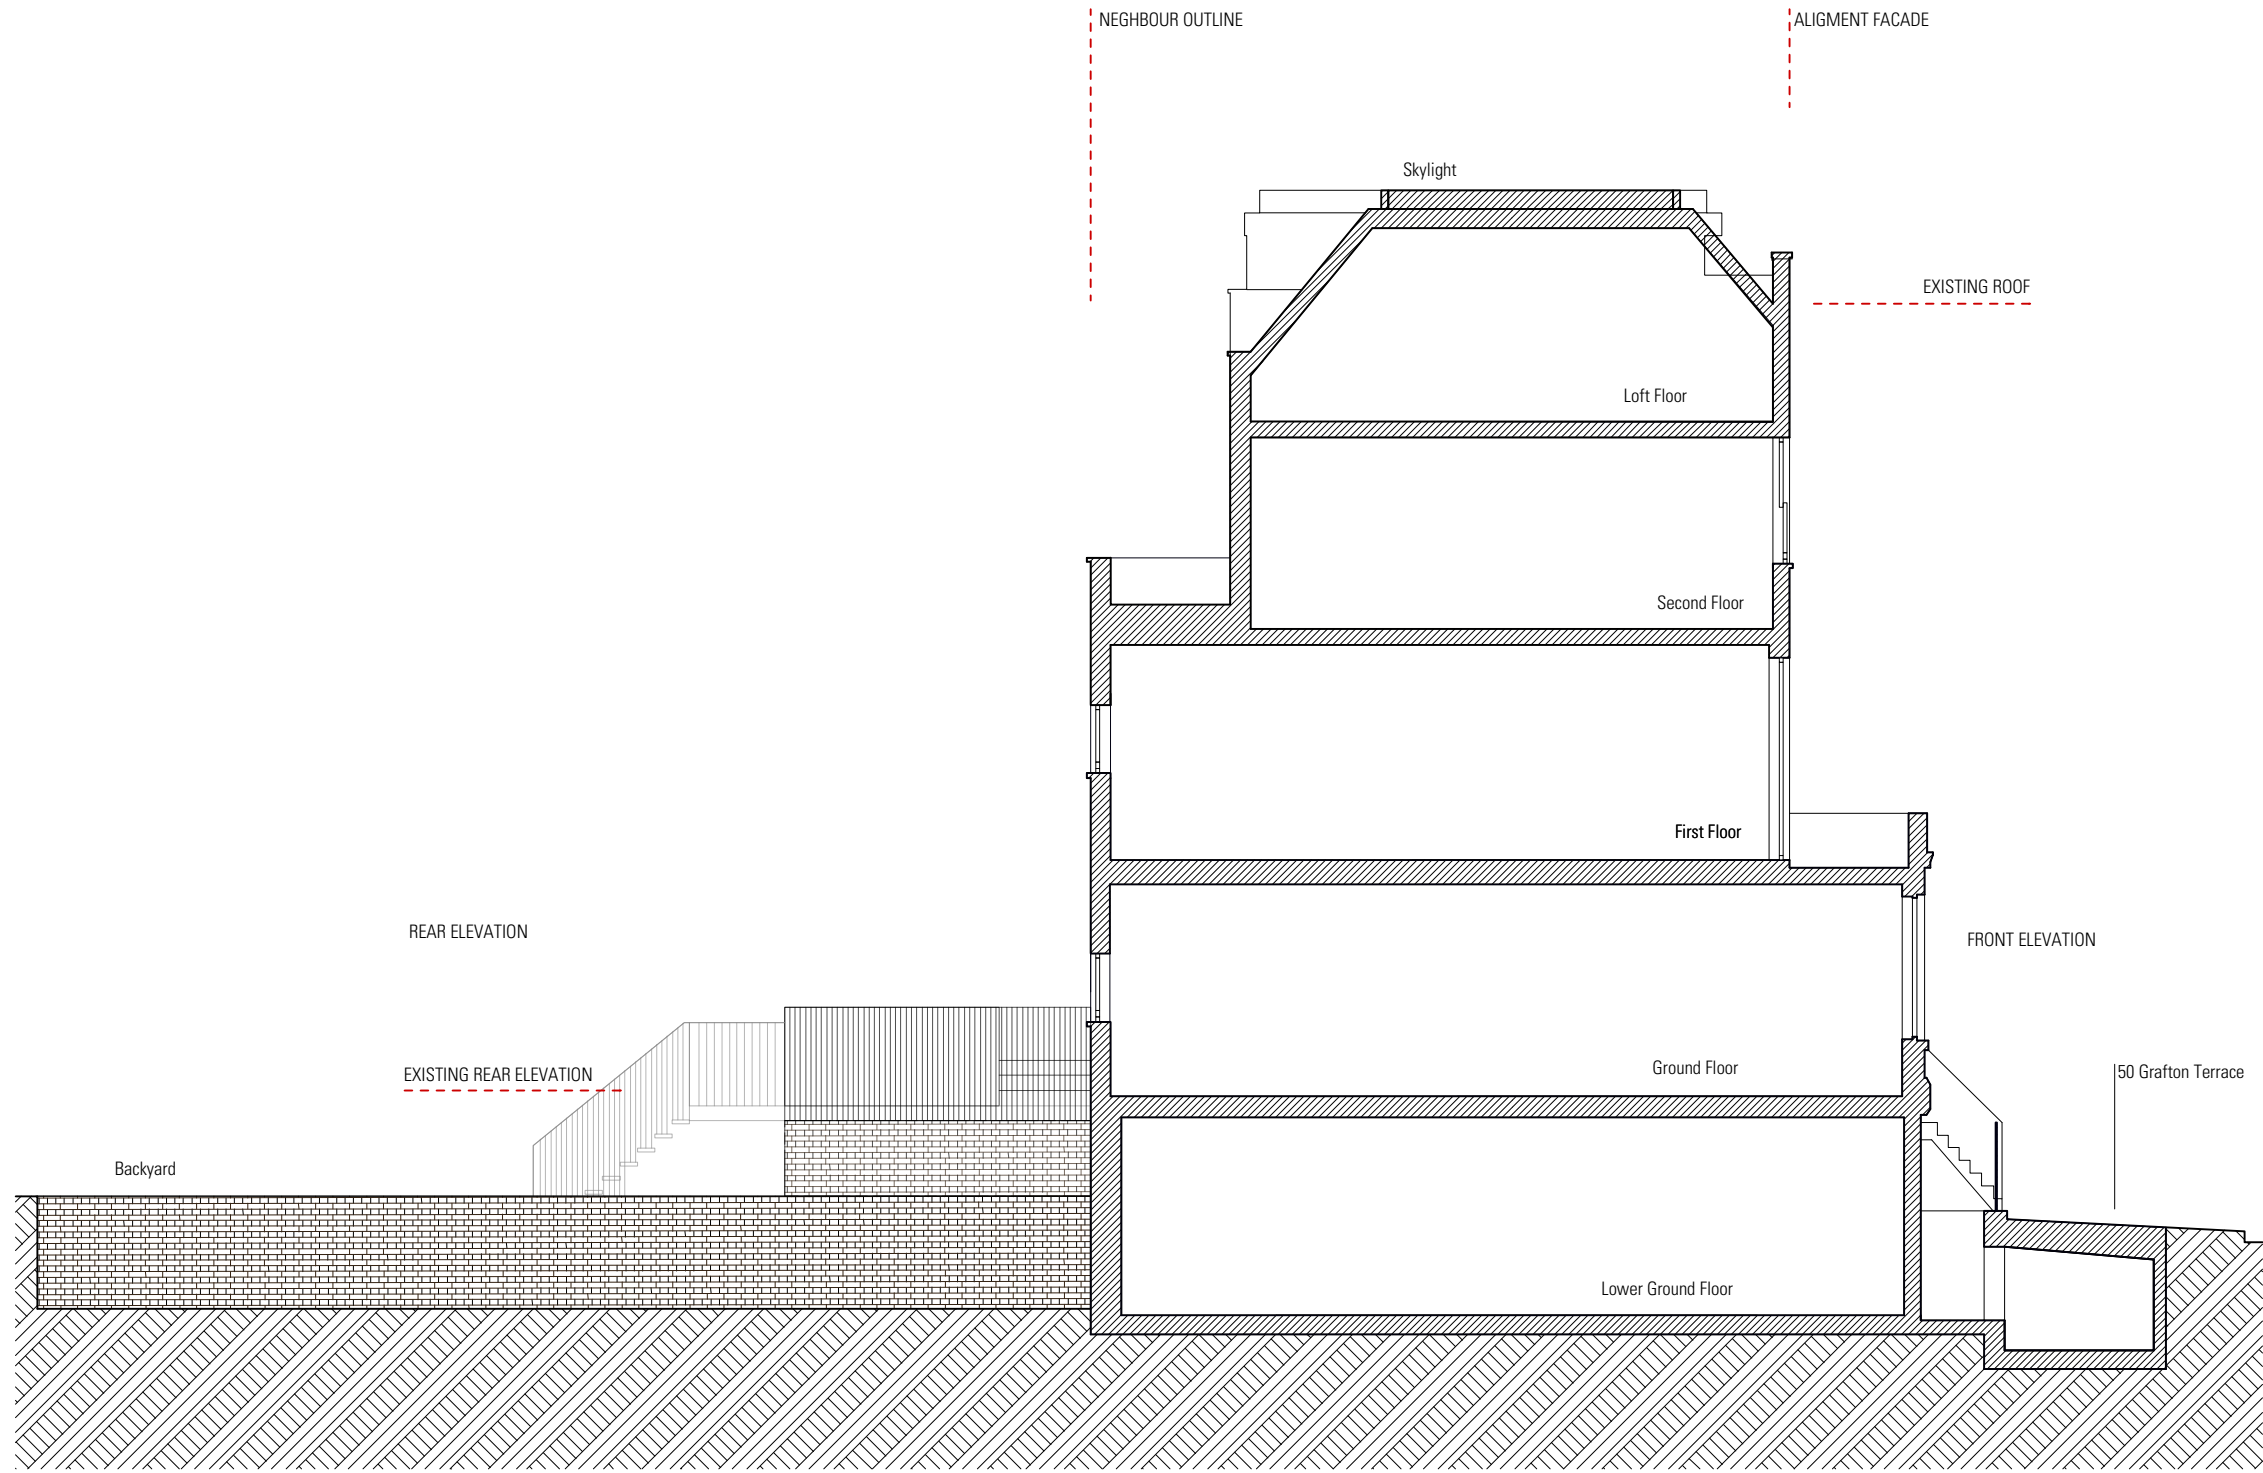 NEGHBOUR OUTLINE
ALIGMENT FACADE
Skylight
EXISTING ROOF
Loft Floor
Second Floor
First Floor
REAR ELEVATION
FRONT ELEVATION
Ground Floor
50 Grafton Terrace
EXISTING REAR ELEVATION
Backyard
Lower Ground Floor